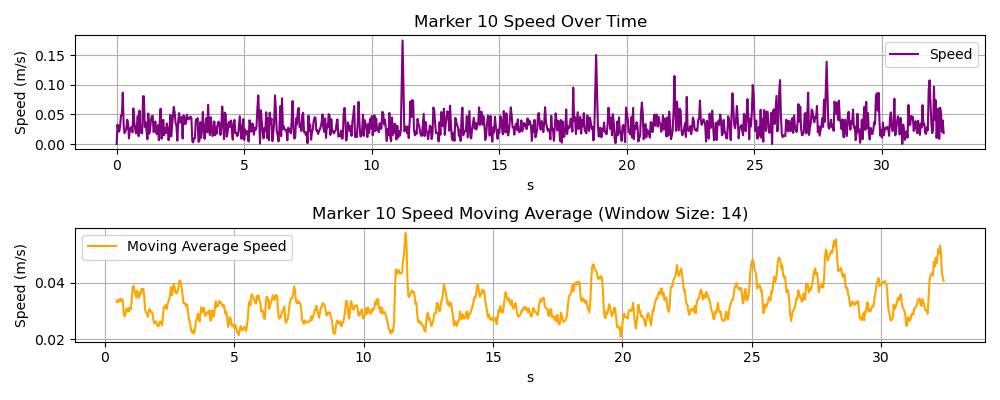 Marker 10 Speed Over Time
Speed (m/s)
0.15
0.10
0.05
0.00
Speed
0 5 10 15 20 25 30
s
Marker 10 Speed Moving Average (Window Size: 14)
Speed (m/s)
0.04
0.02
Moving Average Speed
0 5 10 15 20 25 30
s